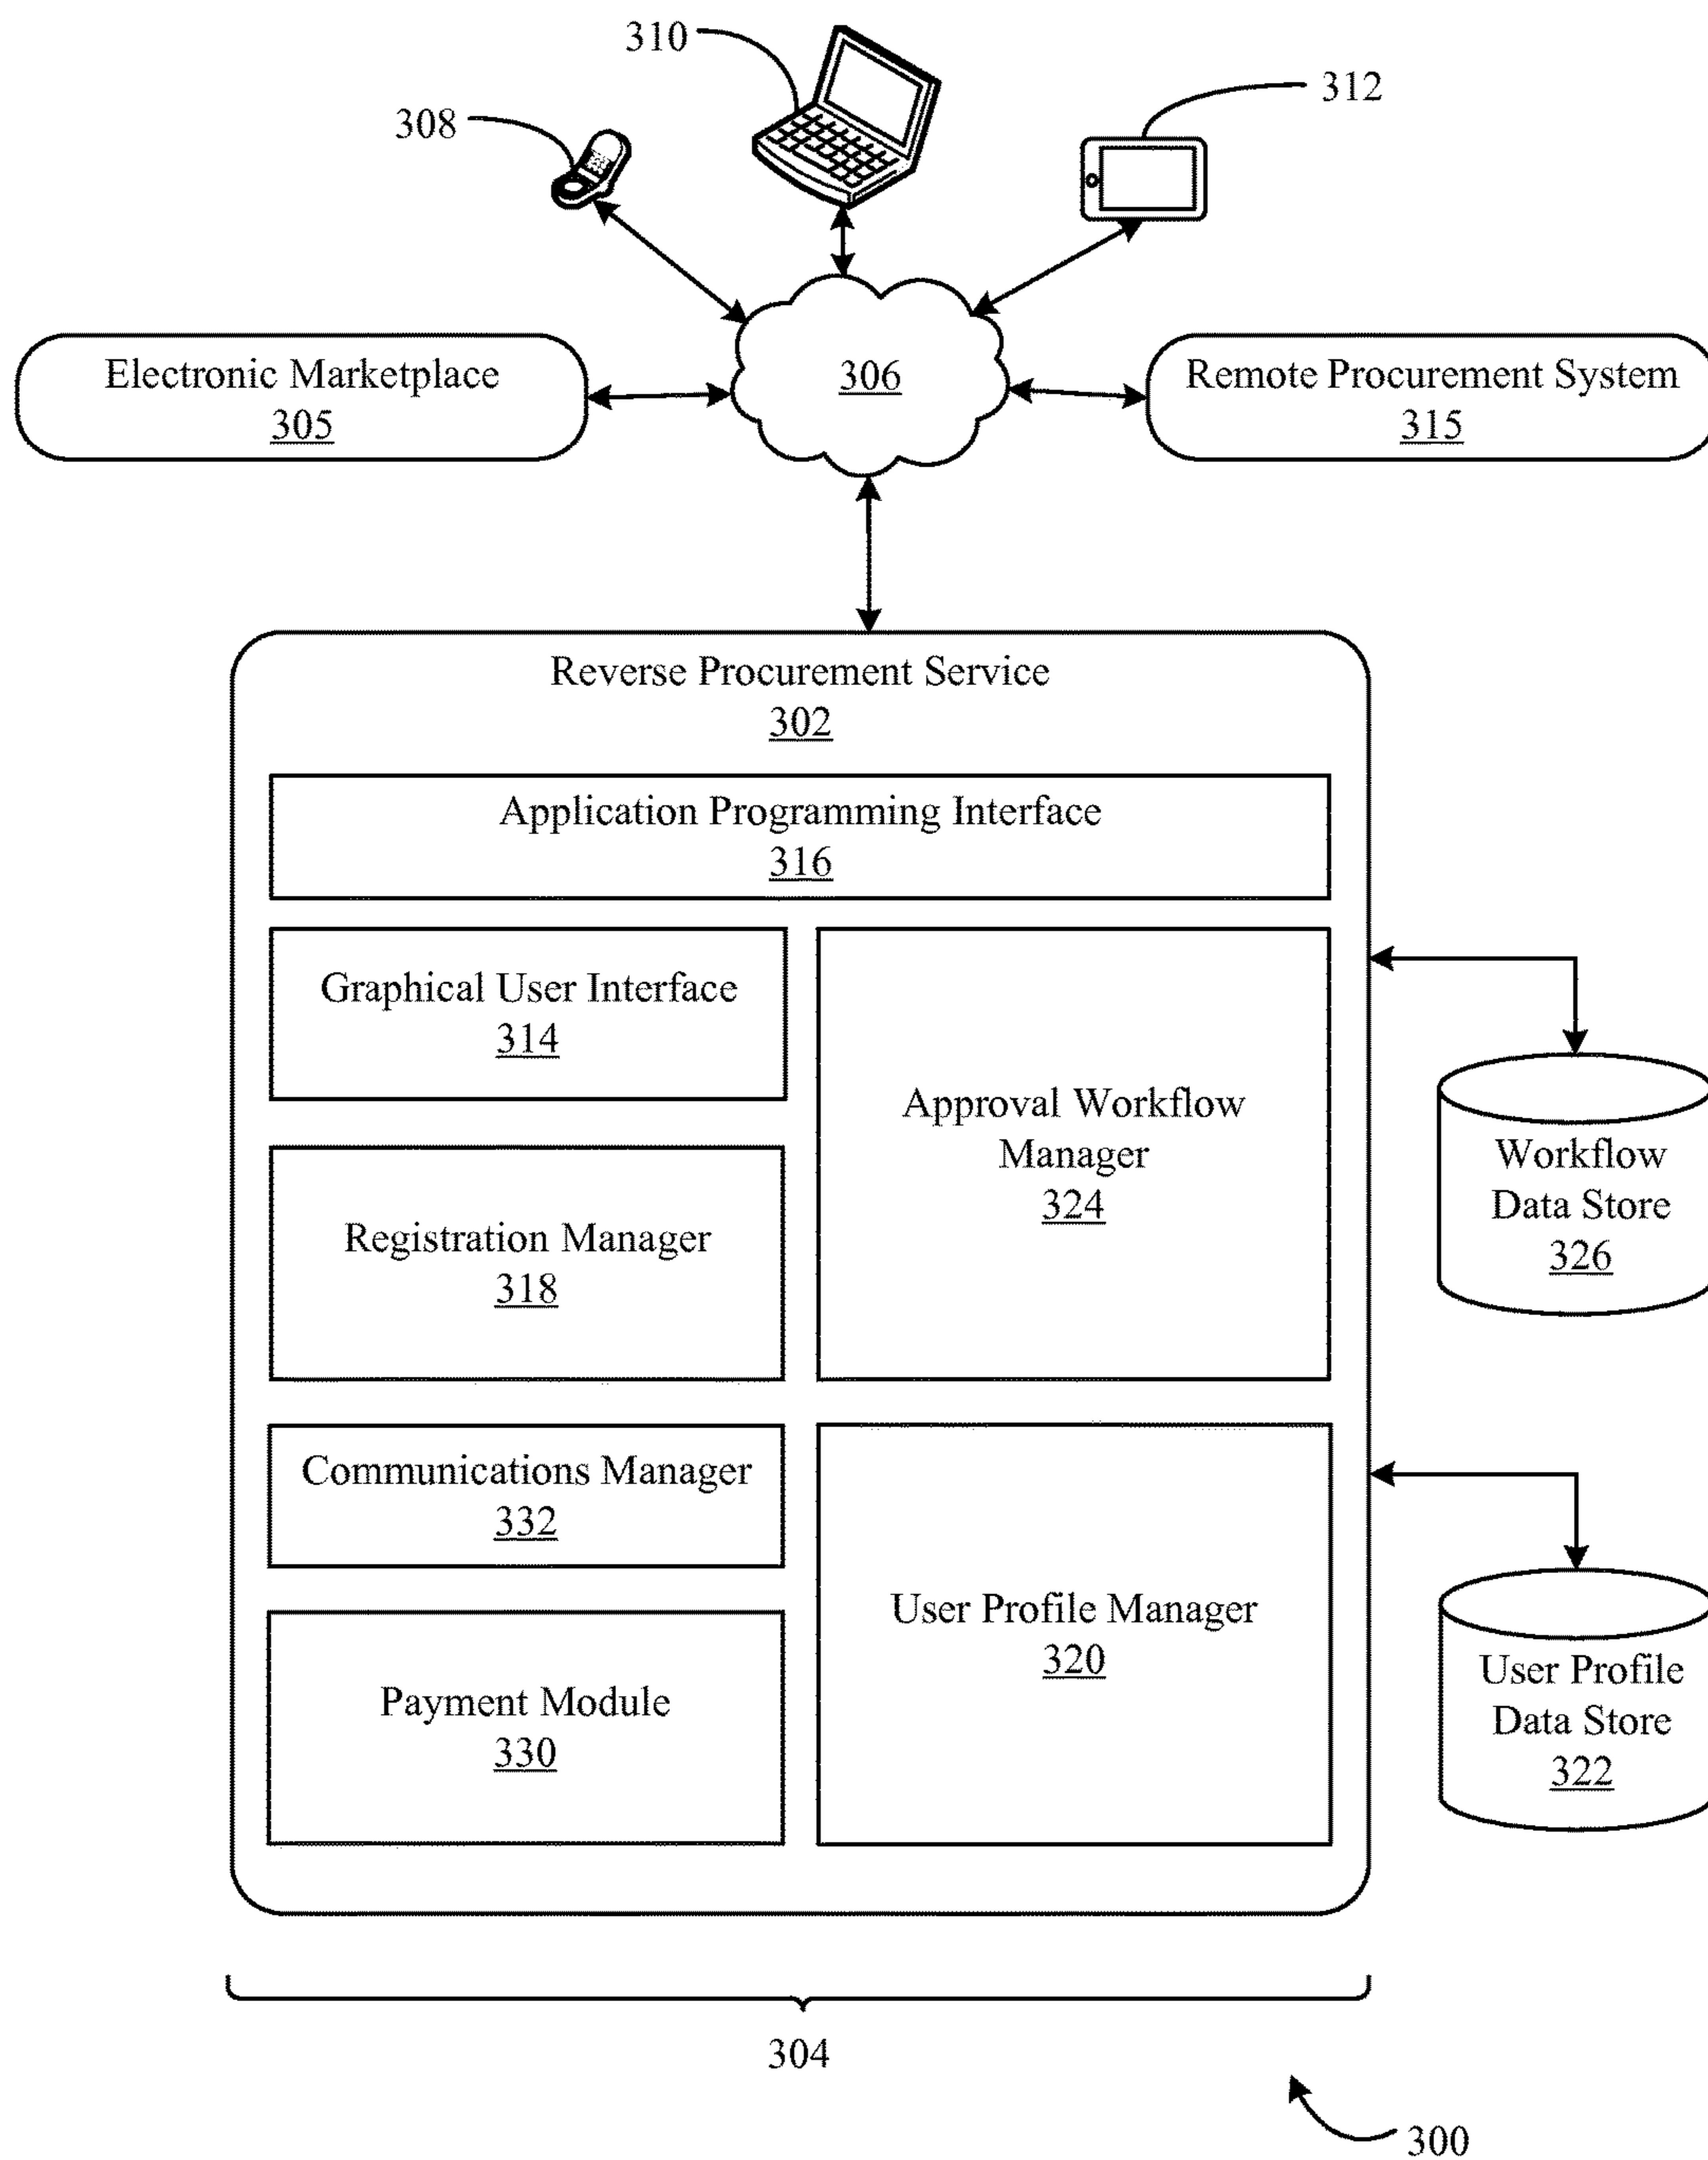 310
312
308
Electronic Marketplace
305
306
Remote Procurement System
315
Reverse Procurement Service
302
Application Programming Interface
316
Graphical User Interface
314
Approval Workflow
Manager
324
Registration Manager
318
Workflow
Data Store
326
Communications Manager
332
User Profile Manager
320
Payment Module
330
User Profile
Data Store
322
304
300